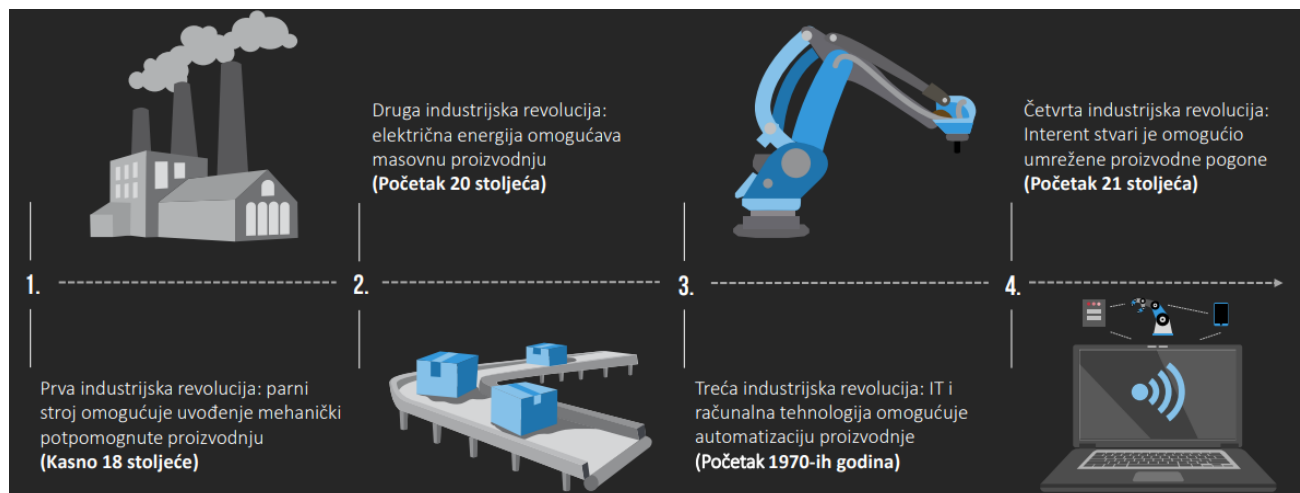 1.
Prva industrijska revolucija: parni
stroj omogućuje uvođenje mehanički
potpomognute proizvodnju
(Kasno 18 stoljeće)
2.
Druga industrijska revolucija:
električna energija omogućava
masovnu proizvodnju
(Početak 20 stoljeća)
3.
Treća industrijska revolucija: IT i
računalna tehnologija omogućuje
automatizaciju proizvodnje
(Početak 1970-ih godina)
4.
Četvrta industrijska revolucija:
Interent stvari je omogućio
umrežene proizvodne pogone
(Početak 21 stoljeća)